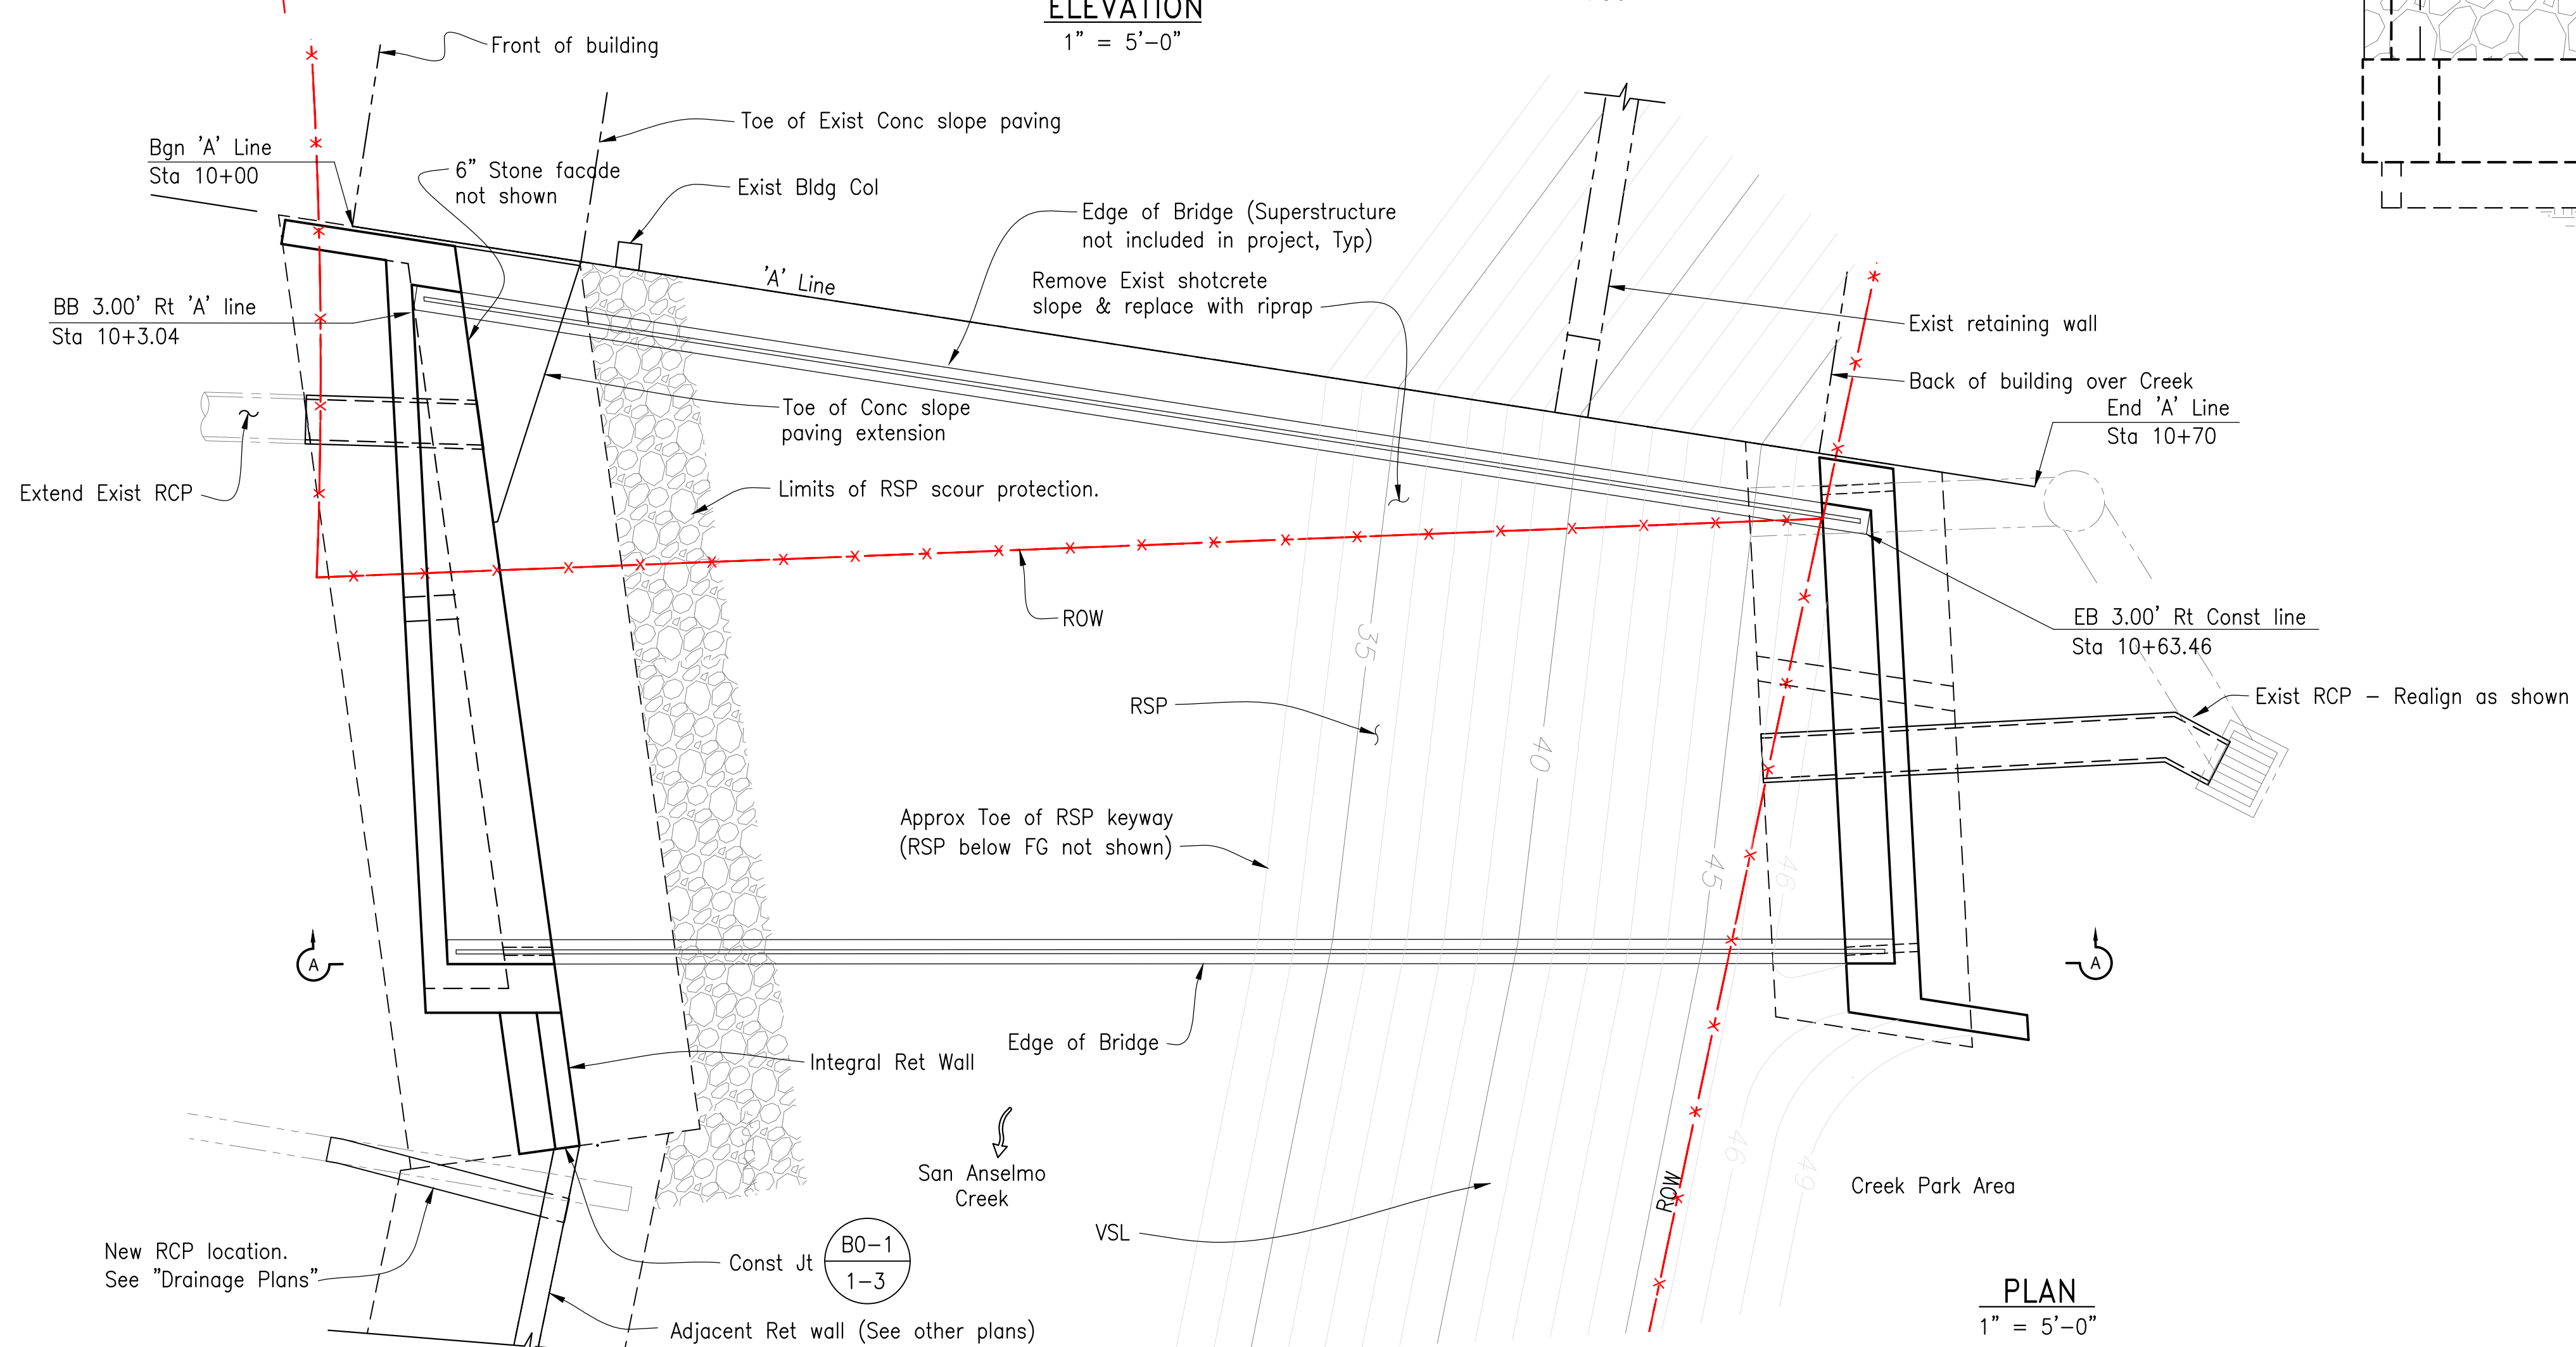 ELEVATION
1" = 5'-0"
Front of building
Toe of Exist Conc slope paving
Bgn 'A' Line
Sta 10+00
6" Stone facade
not shown
Exist Bldg Col
Edge of Bridge (Superstructure
not included in project, Typ)
'A' Line
Remove Exist shotcrete
slope & replace with riprap
BB 3.00' Rt 'A' line
Sta 10+3.04
Exist retaining wall
Back of building over Creek
End 'A' Line
Sta 10+70
Toe of Conc slope
paving extension
Extend Exist RCP
Limits of RSP scour protection.
ROW
EB 3.00' Rt Const line
Sta 10+63.46
35
RSP
40
Exist RCP - Realign as shown
Approx Toe of RSP keyway
(RSP below FG not shown)
45
46
A
A
Edge of Bridge
Integral Ret Wall
San Anselmo
Creek
46
49
ROW
Creek Park Area
VSL
New RCP location.
See "Drainage Plans"
Const Jt
B0-1
1-3
Adjacent Ret wall (See other plans)
PLAN
1" = 5'-0"